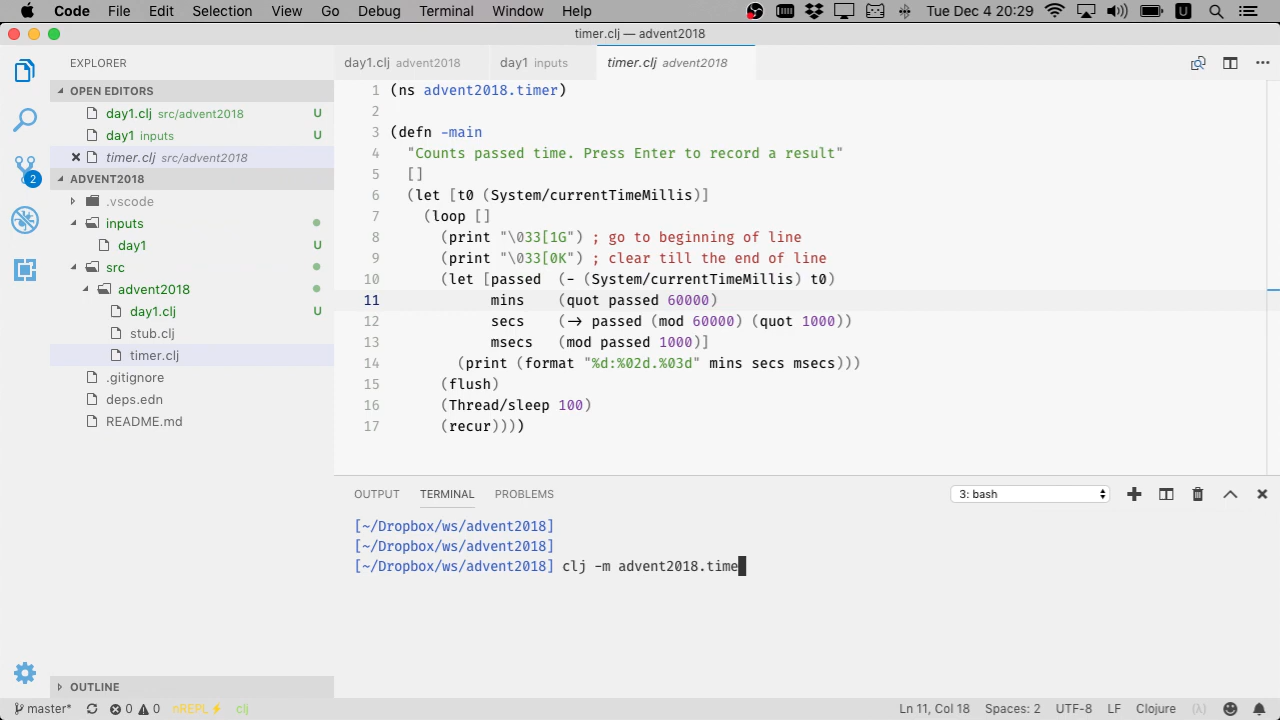 Code File Edit Selection View Go Debug Terminal Window Help Tue Dec 4 20:29 U
timer.clj — advent2018
EXPLORER
OPEN EDITORS
day1.clj src/advent2018 U
day1 inputs U
timer.clj src/advent2018
ADVENT2018
.vscode
inputs
day1 U
src
advent2018
day1.clj U
stub.clj
timer.clj
.gitignore
deps.edn
README.md
OUTLINE
2
day1.clj advent2018 day1 inputs timer.clj advent2018
1 (ns advent2018.timer)
2
3 (defn -main
4 "Counts passed time. Press Enter to record a result"
5 []
6 (let [t0 (System/currentTimeMillis)]
7 (loop []
8 (print "\033[1G") ; go to beginning of line
9 (print "\033[0K") ; clear till the end of line
10 (let [passed (- (System/currentTimeMillis) t0)
11 mins (quot passed 60000)
12 secs (-> passed (mod 60000) (quot 1000))
13 msecs (mod passed 1000)]
14 (print (format "%d:%02d.%03d" mins secs msecs)))
15 (flush)
16 (Thread/sleep 100)
17 (recur))))
OUTPUT TERMINAL PROBLEMS 3: bash
[~/Dropbox/ws/advent2018]
[~/Dropbox/ws/advent2018]
[~/Dropbox/ws/advent2018] clj -m advent2018.time
master* 0 0 nREPL⚡ clj Ln 11, Col 18 Spaces: 2 UTF-8 LF Clojure (λ)